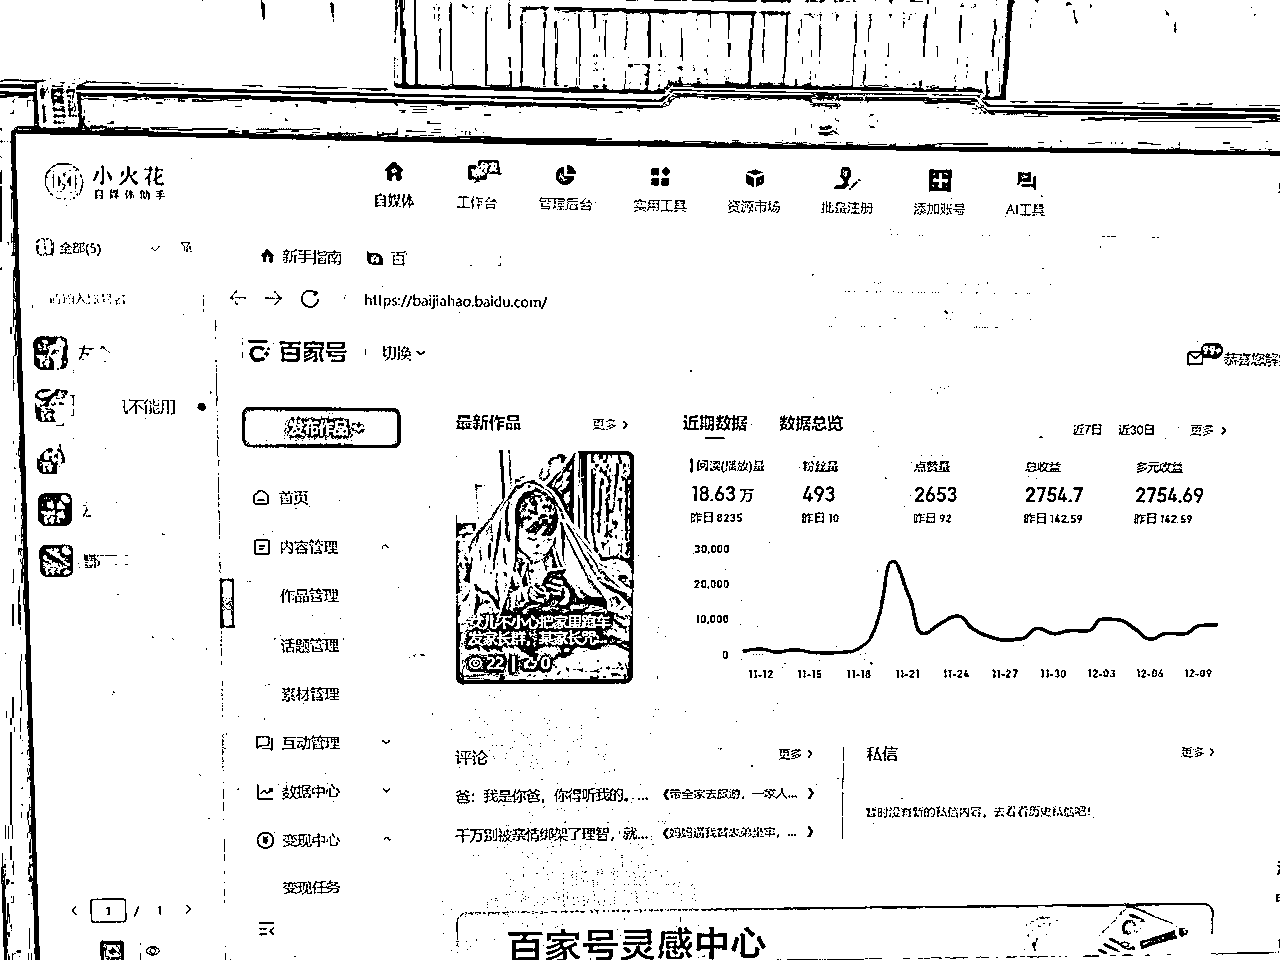 小火花
自媒体助手
自媒体
工作台
管理后台
实用工具
资源市场
批量注册
添加账号
AI工具
全部(5)
新手指南
百
https://baijiahao.baidu.com/
百家号
切换
99+
恭喜您解
不能用
发布作品
首页
内容管理
作品管理
话题管理
素材管理
互动管理
数据中心
变现中心
变现任务
1 / 1
最新作品 更多
女儿不小心把家里跑车
发家长群，某家长咒...
22 | 0
近期数据 数据总览 近7日 近30日 更多
阅读(播放)量 粉丝量 点赞量 总收益 多元收益
18.63万 493 2653 2754.7 2754.69
昨日 8235 昨日 10 昨日 92 昨日 142.59 昨日 142.59
30,000
20,000
10,000
0
11-12 11-15 11-18 11-21 11-24 11-27 11-30 12-03 12-06 12-09
评论 更多
爸：我是你爸，你得听我的。... 《带全家去旅游，一家人...
千万别被亲情绑架了理智，就... 《妈妈逼我替表弟坐牢，...
私信 更多
暂时没有新的私信内容，去看看历史私信吧！
百家号灵感中心